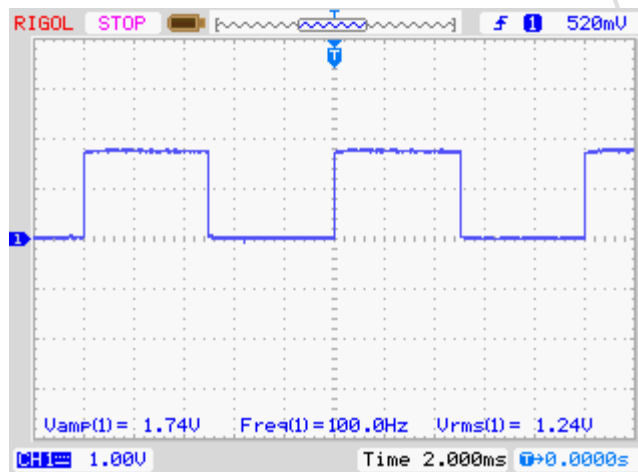 RIGOL STOP T 1 520mV
T
1
Vamp(1)= 1.74V Freq(1)=100.0Hz Vrms(1)= 1.24V
CH1 1.00V Time 2.000ms T→0.0000s